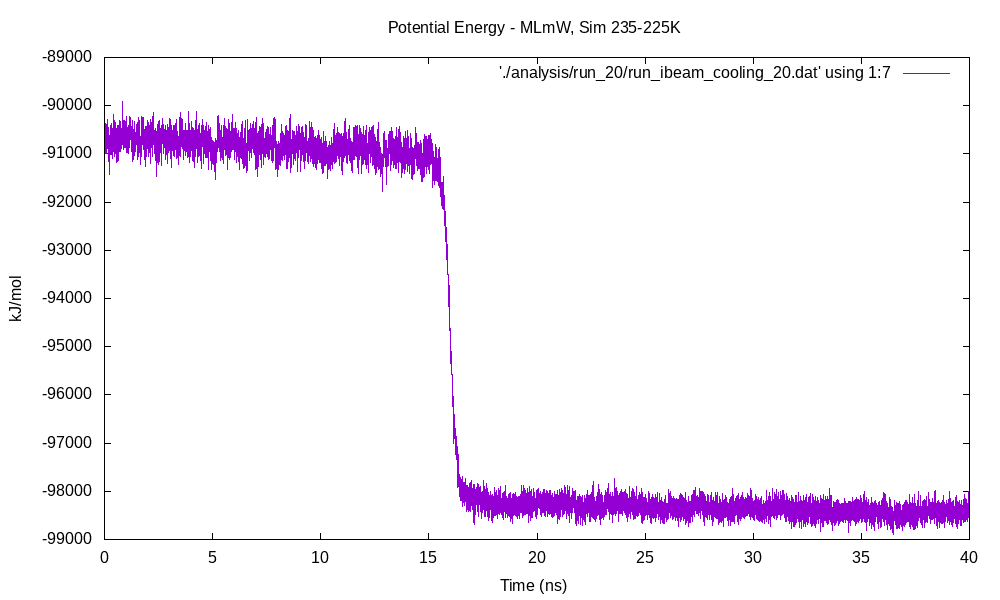 Potential Energy - MLmW, Sim 235-225K
'./analysis/run_20/run_ibeam_cooling_20.dat' using 1:7
-89000
-90000
-91000
-92000
-93000
-94000
-95000
-96000
-97000
-98000
-99000
kJ/mol
0 5 10 15 20 25 30 35 40
Time (ns)